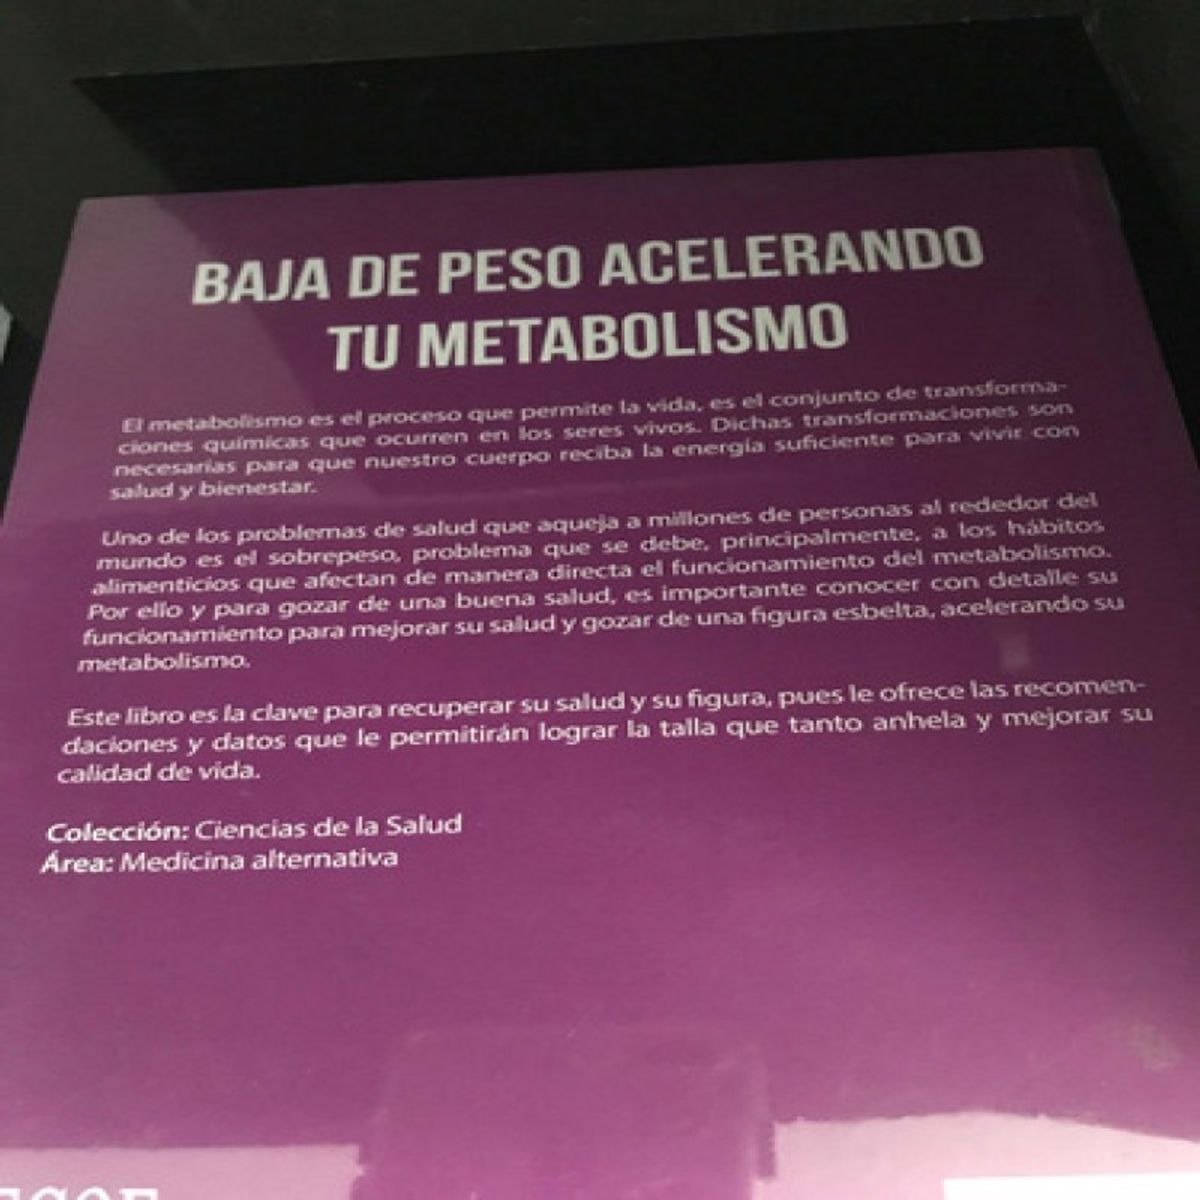 BAJA DE PESO ACELERANDO
TU METABOLISMO
El metabolismo es el proceso que permite la vida, es el conjunto de transforma-
ciones químicas que ocurren en los seres vivos. Dichas transformaciones son
necesarias para que nuestro cuerpo reciba la energía suficiente para vivir con
salud y bienestar.
Uno de los problemas de salud que aqueja a millones de personas al rededor del
mundo es el sobrepeso, problema que se debe, principalmente, a los hábitos
alimenticios que afectan de manera directa el funcionamiento del metabolismo.
Por ello y para gozar de una buena salud, es importante conocer con detalle su
funcionamiento para mejorar su salud y gozar de una figura esbelta, acelerando su
metabolismo.
Este libro es la clave para recuperar su salud y su figura, pues le ofrece las recomen-
daciones y datos que le permitirán lograr la talla que tanto anhela y mejorar su
calidad de vida.
Colección: Ciencias de la Salud
Área: Medicina alternativa